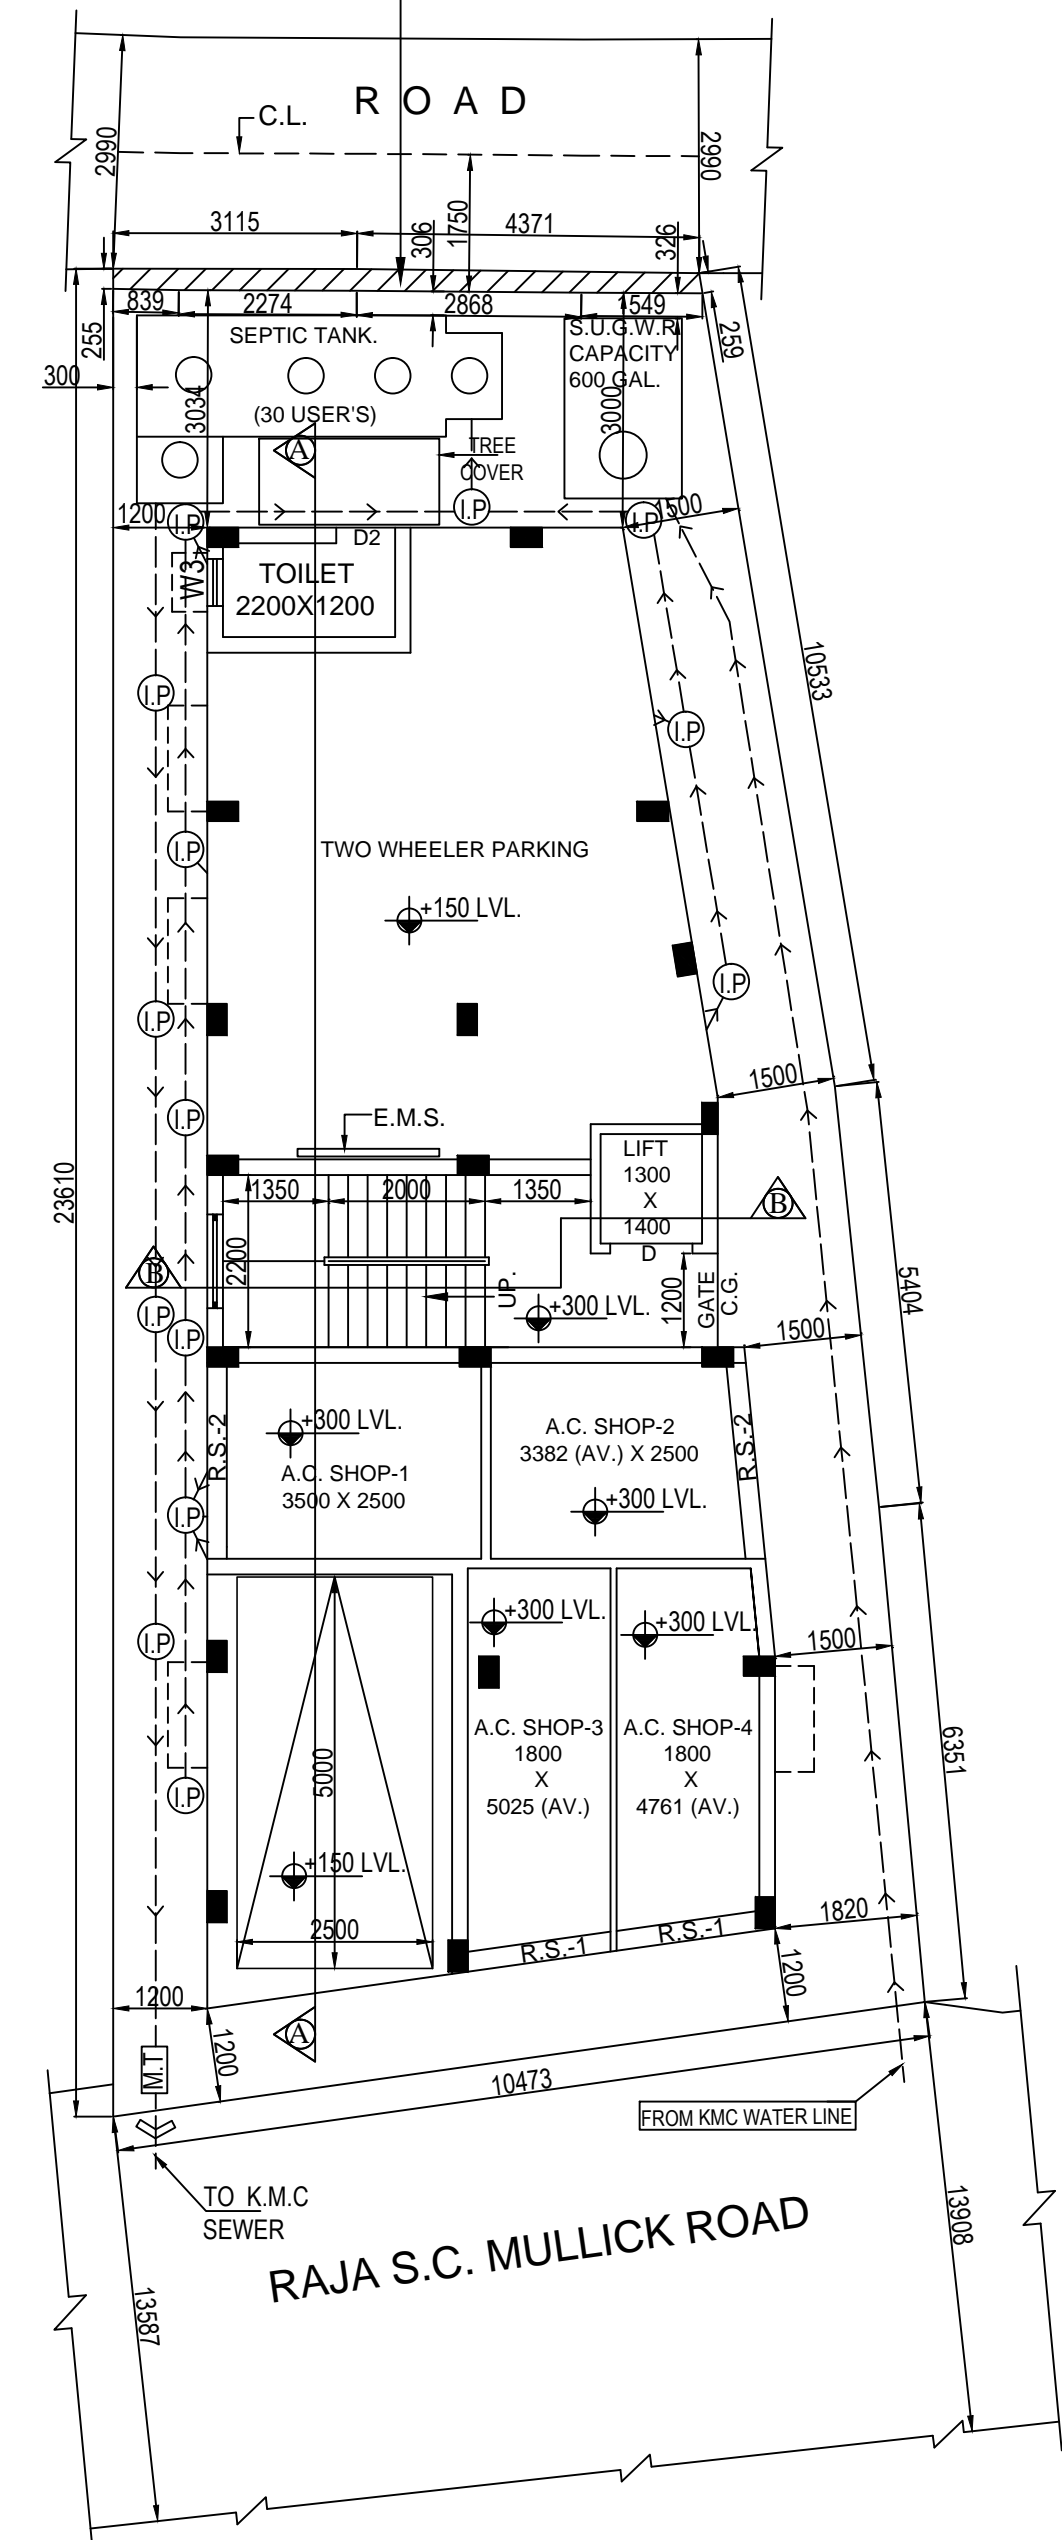 ROAD
C.L.
2990
2990
3115
306
1750
4371
326
839
2274
2868
1549
255
259
300
SEPTIC TANK.
(30 USER'S)
3034
S.U.G.W.R
CAPACITY
600 GAL.
3000
A
TREE
COVER
1200
I.P
I.P
I.P
1500
D2
W3
TOILET
2200X1200
10533
I.P
I.P
I.P
TWO WHEELER PARKING
+150 LVL.
I.P
I.P
1500
I.P
E.M.S.
LIFT
1300
X
1400
D
23610
1350
2000
1350
B
B
2200
UP.
1200
GATE
C.G.
5404
+300 LVL.
I.P
I.P
1500
R.S.-2
+300 LVL.
A.C. SHOP-1
3500 X 2500
A.C. SHOP-2
3382 (AV.) X 2500
+300 LVL.
R.S.-2
I.P
+300 LVL.
+300 LVL.
I.P
1500
A.C. SHOP-3
1800
X
5025 (AV.)
A.C. SHOP-4
1800
X
4761 (AV.)
6351
5000
I.P
+150 LVL.
2500
R.S.-1
R.S.-1
1820
1200
1200
1200
A
M.T
10473
FROM KMC WATER LINE
TO K.M.C
SEWER
RAJA S.C. MULLICK ROAD
13908
13587